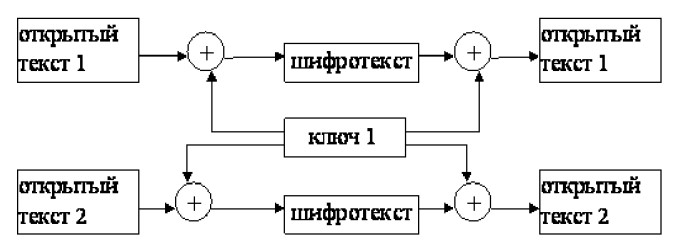 открытый
текст 1
+
шифротекст
+
открытый
текст 1
ключ 1
открытый
текст 2
+
шифротекст
+
открытый
текст 2